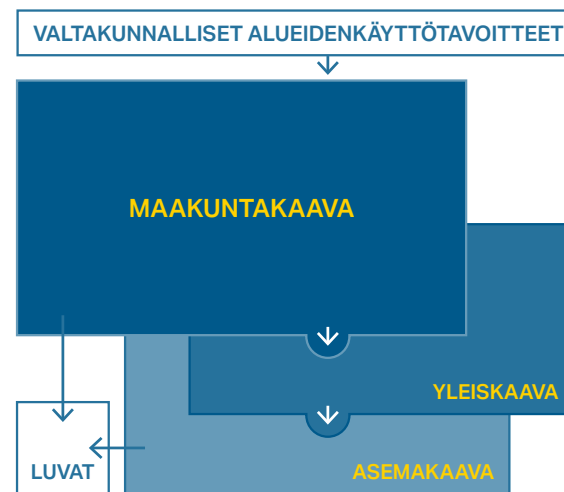 VALTAKUNNALLISET ALUEIDENKÄYTTÖTAVOITTEET
MAAKUNTAKAAVA
YLEISKAAVA
LUVAT
ASEMAKAAVA